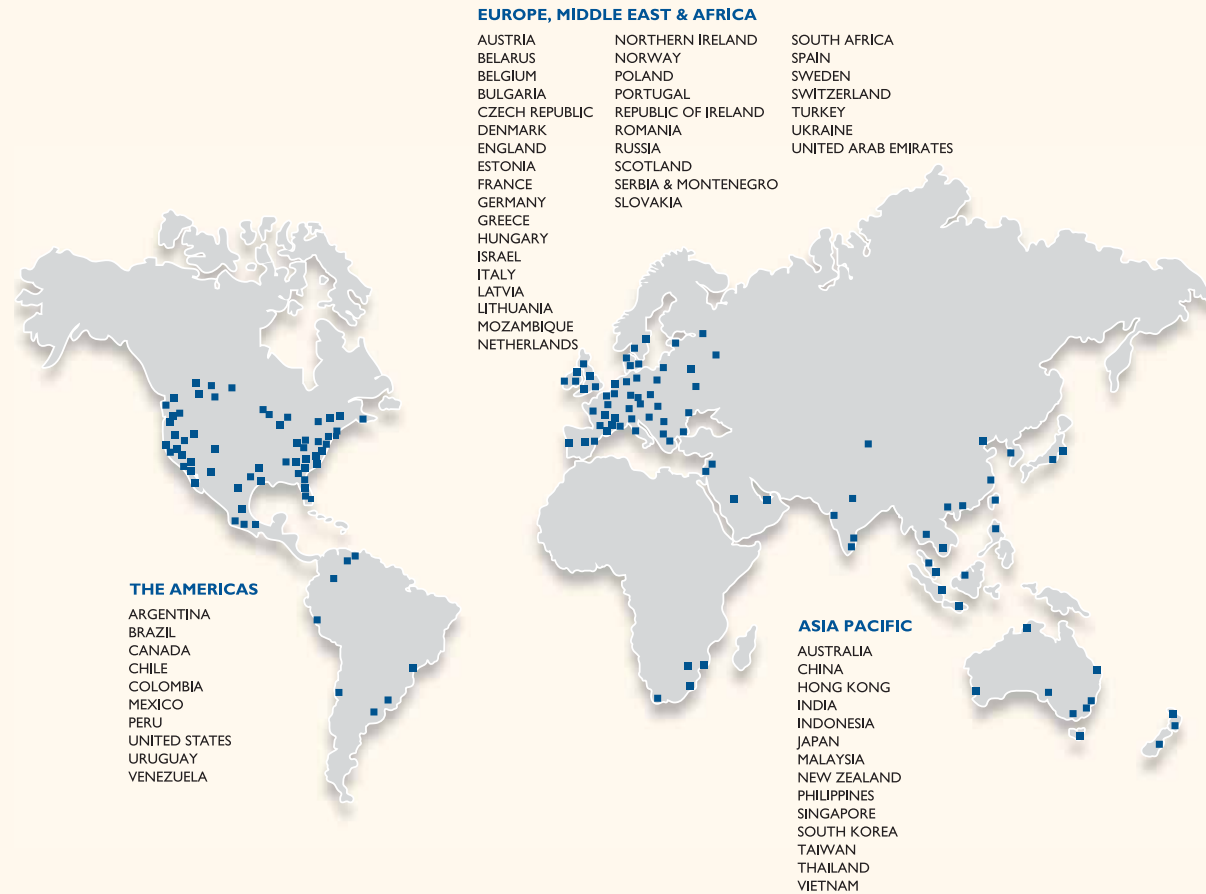 EUROPE, MIDDLE EAST & AFRICA
AUSTRIA
BELARUS
BELGIUM
BULGARIA
CZECH REPUBLIC
DENMARK
ENGLAND
ESTONIA
FRANCE
GERMANY
GREECE
HUNGARY
ISRAEL
ITALY
LATVIA
LITHUANIA
MOZAMBIQUE
NETHERLANDS
NORTHERN IRELAND
NORWAY
POLAND
PORTUGAL
REPUBLIC OF IRELAND
ROMANIA
RUSSIA
SCOTLAND
SERBIA & MONTENEGRO
SLOVAKIA
SOUTH AFRICA
SPAIN
SWEDEN
SWITZERLAND
TURKEY
UKRAINE
UNITED ARAB EMIRATES
THE AMERICAS
ARGENTINA
BRAZIL
CANADA
CHILE
COLOMBIA
MEXICO
PERU
UNITED STATES
URUGUAY
VENEZUELA
ASIA PACIFIC
AUSTRALIA
CHINA
HONG KONG
INDIA
INDONESIA
JAPAN
MALAYSIA
NEW ZEALAND
PHILIPPINES
SINGAPORE
SOUTH KOREA
TAIWAN
THAILAND
VIETNAM